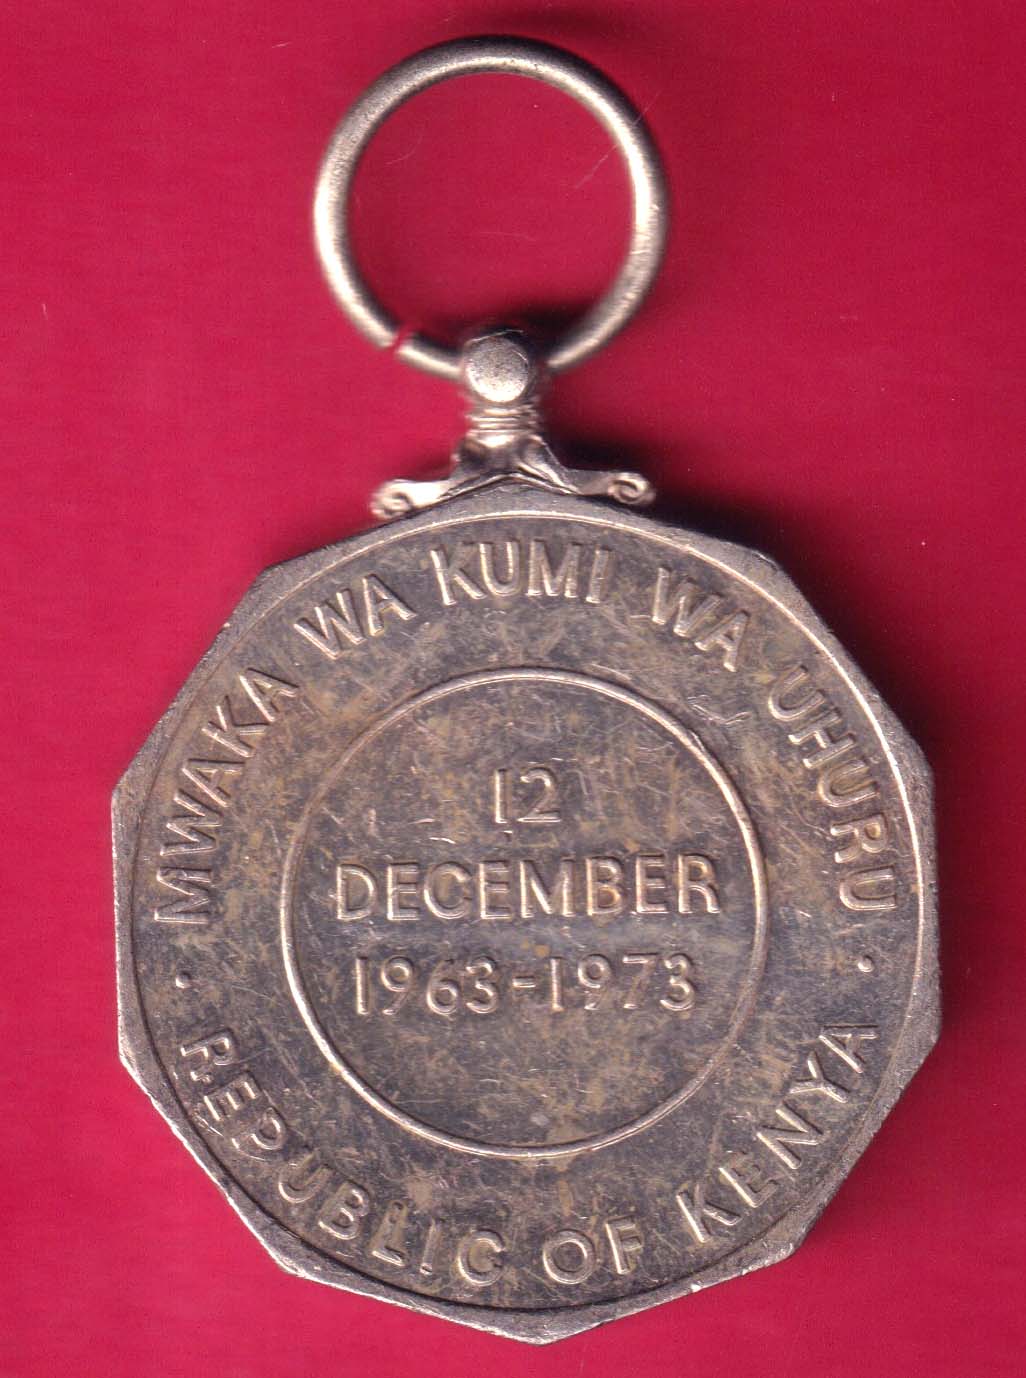 MWAKA WA KUMI WA UHURU
12
DECEMBER
1963-1973
REPUBLIC OF KENYA